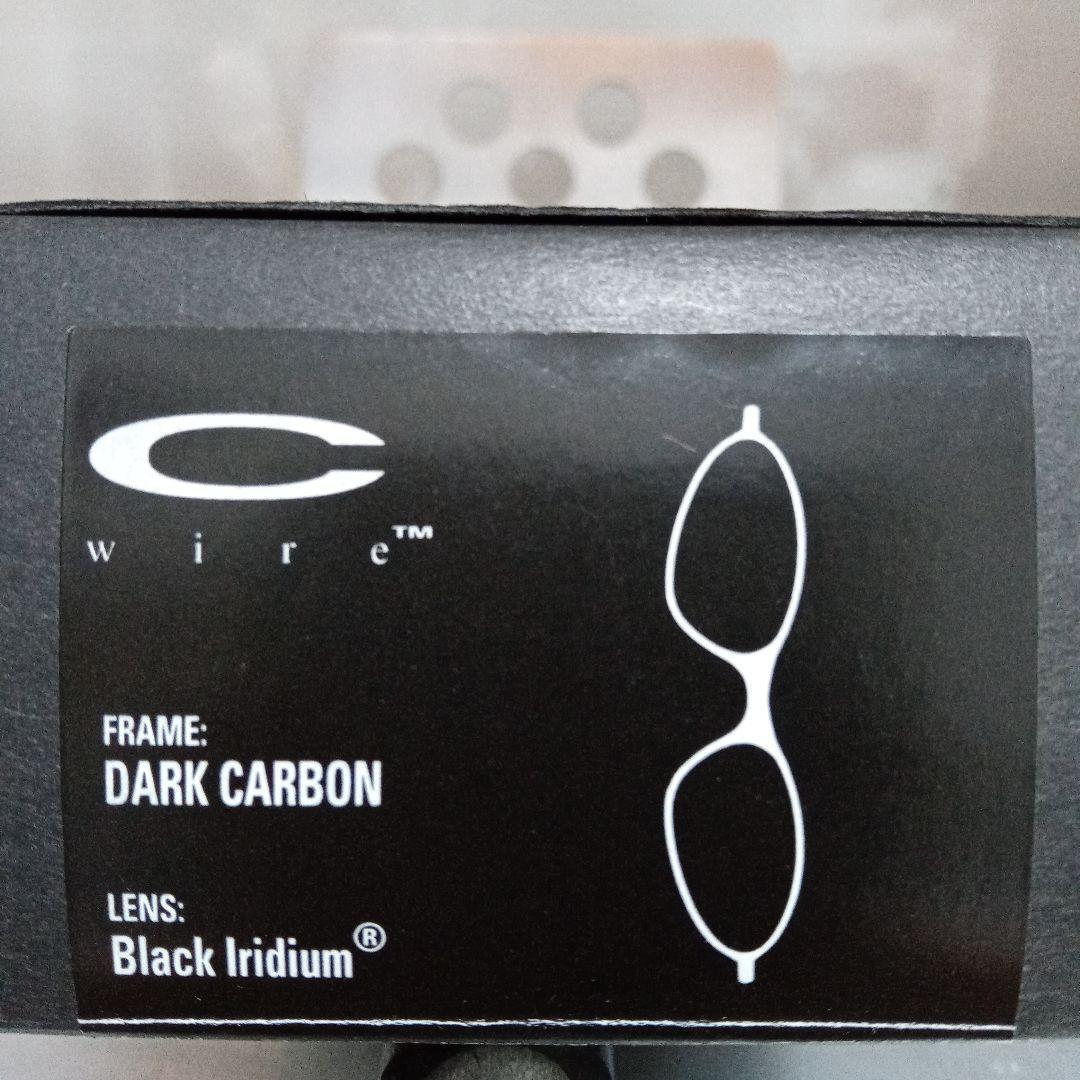 C
wire™
FRAME:
DARK CARBON
LENS:
Black Iridium®